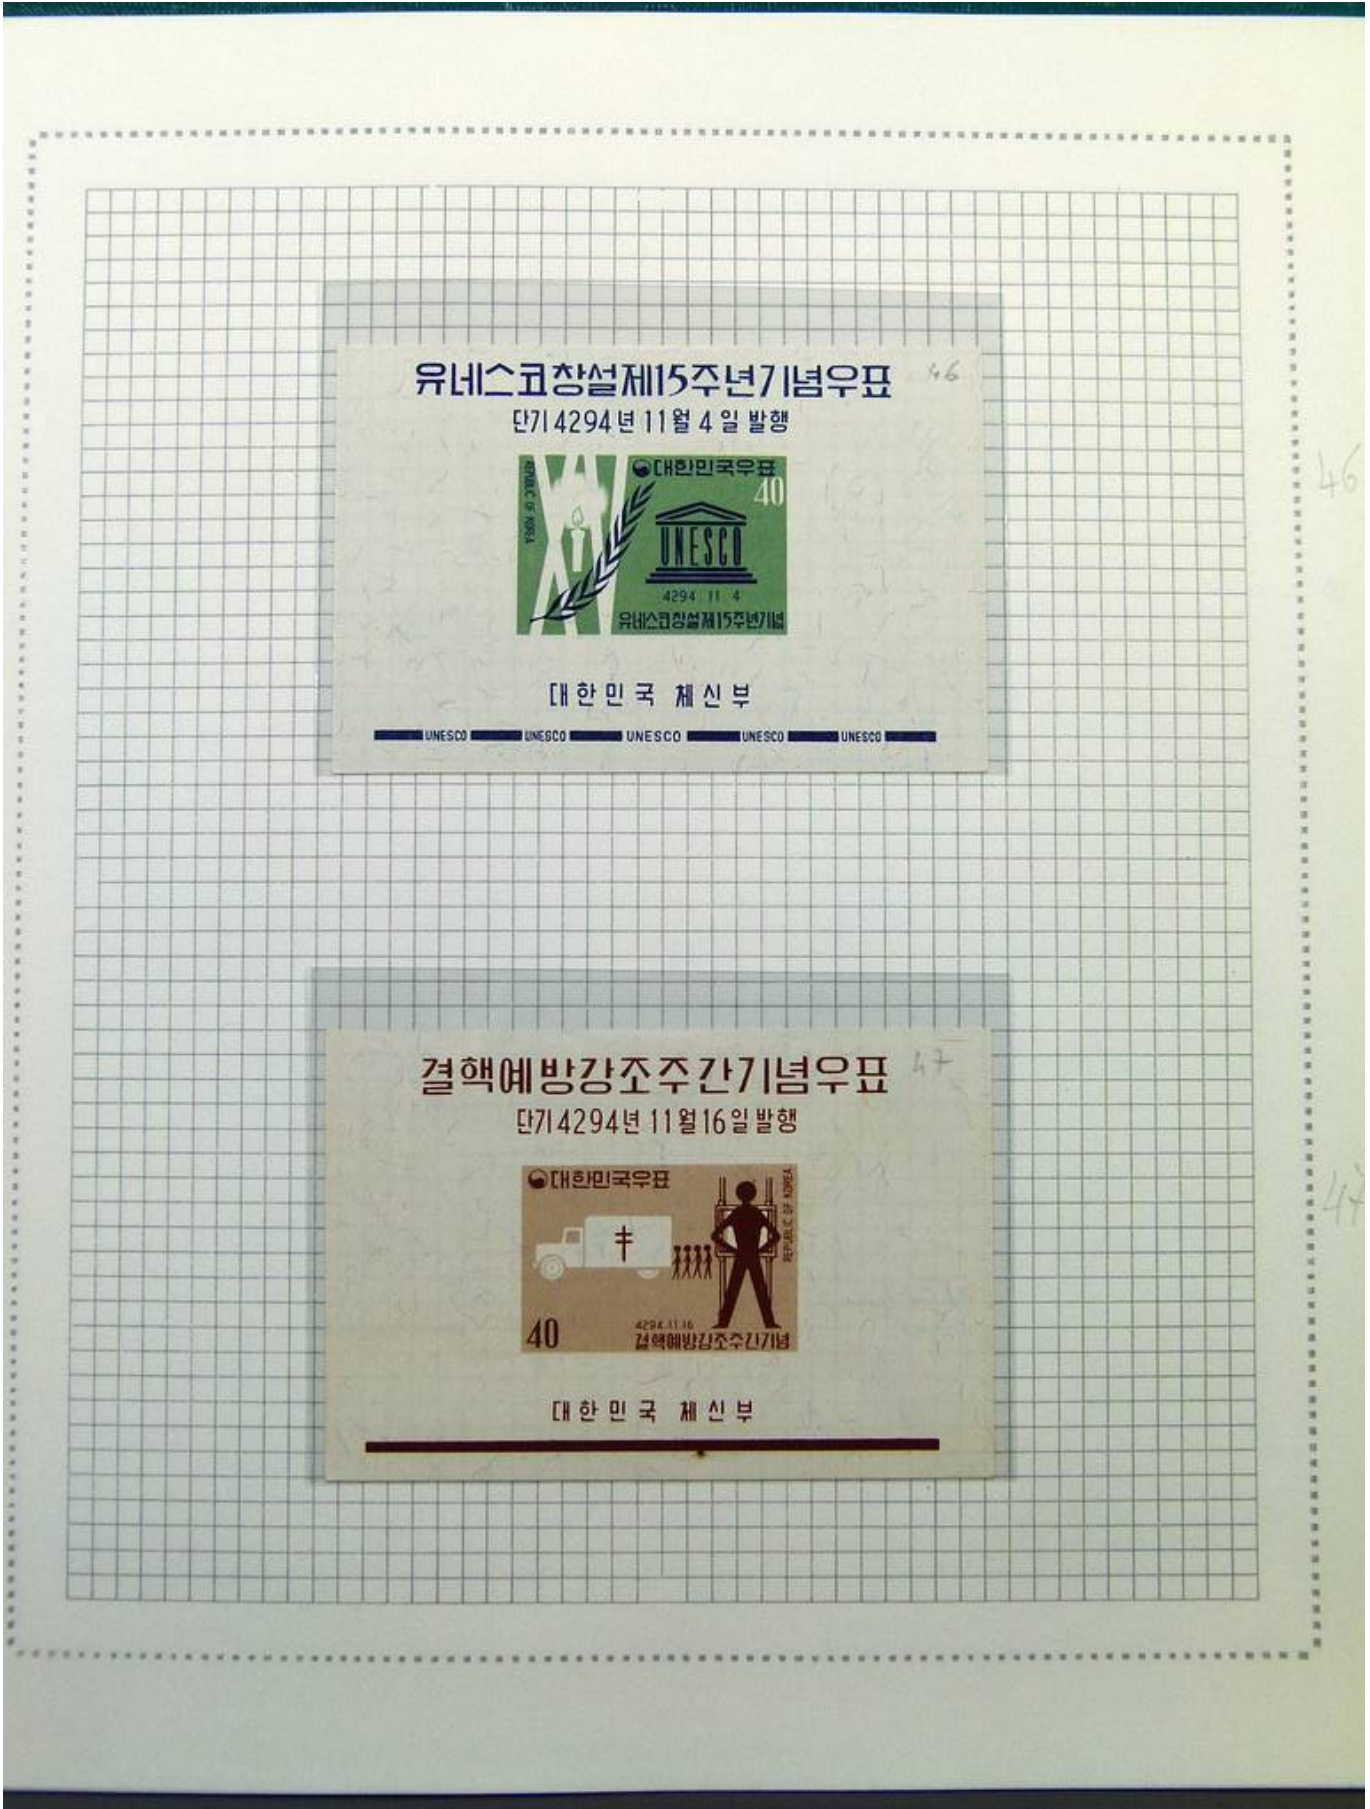 유네스코창설제15주년기념우표
46
단기4294년11월4일발행
대한민국우표
40
REPUBLIC OF KOREA
UNESCO
4294.11.4
유네스코창설제15주년기념
대한민국 체신부
UNESCO UNESCO UNESCO UNESCO UNESCO
46
결핵예방강조주간기념우표
47
단기4294년11월16일발행
대한민국우표
REPUBLIC OF KOREA
40
4294.11.16
결핵예방강조주간기념
대한민국 체신부
47